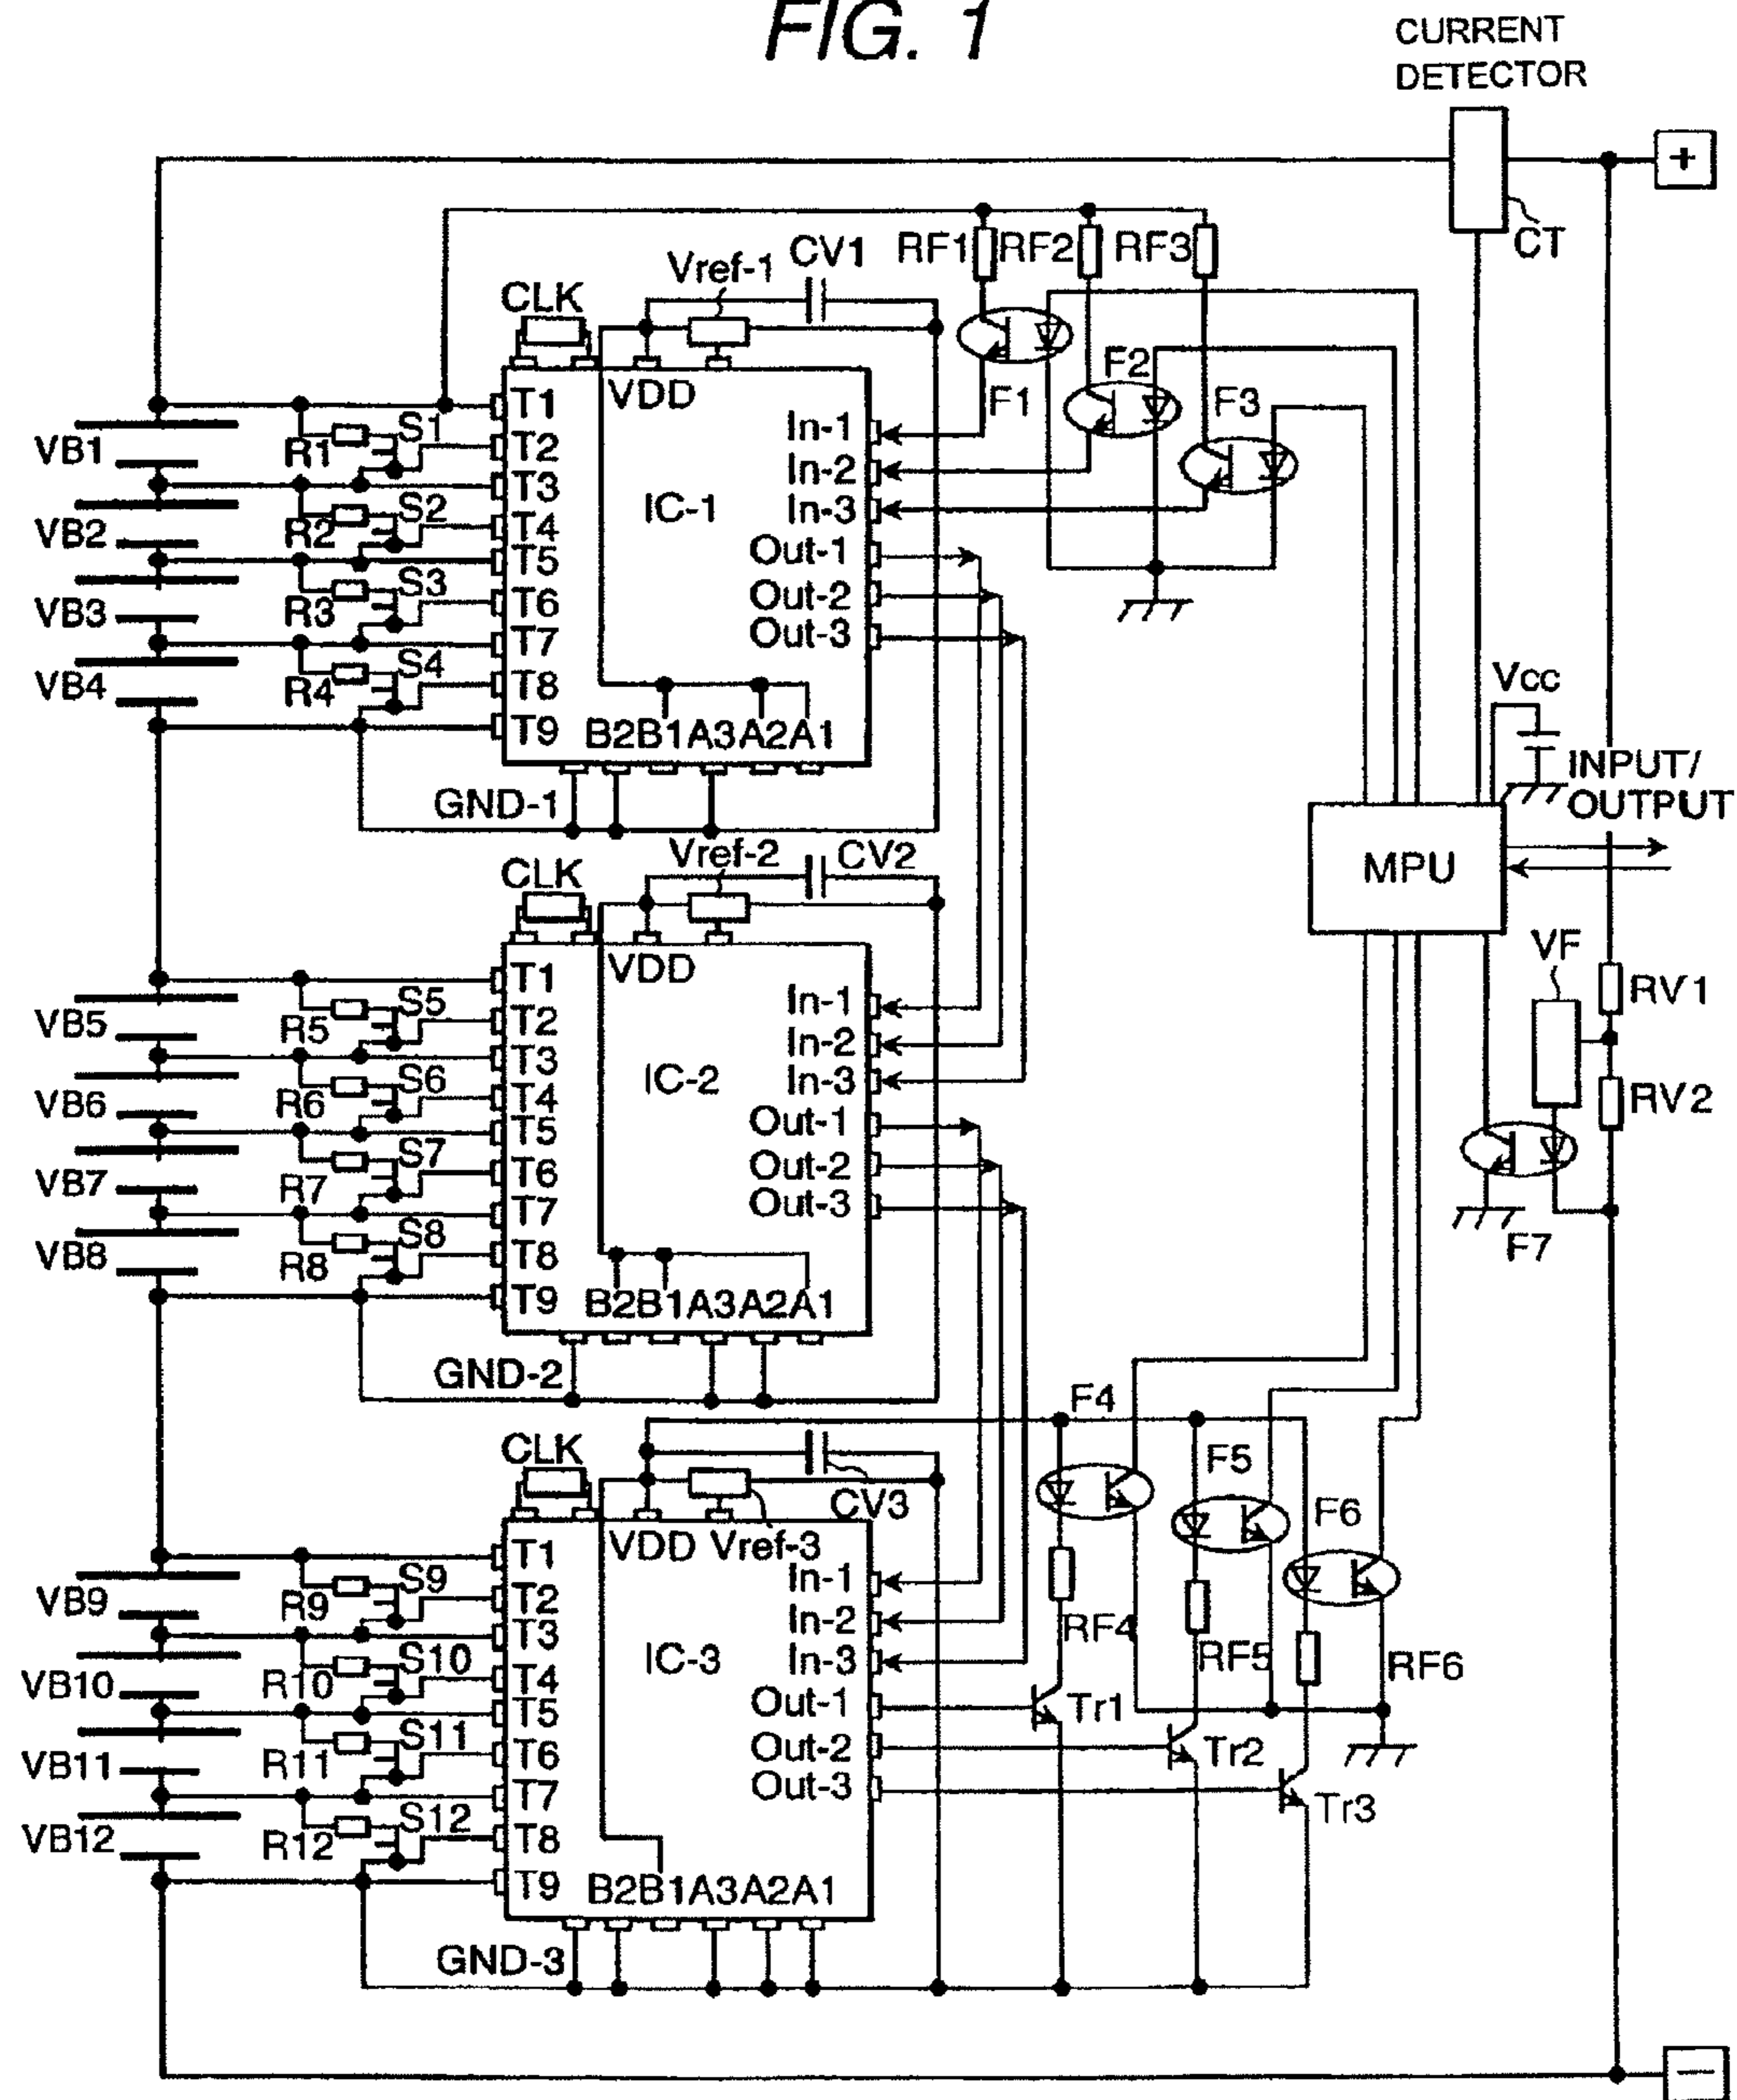 FIG. 1
CURRENT
DETECTOR
+
CT
RF1 RF2 RF3
CV1
Vref-1
CLK
VDD
F1
F2
F3
VB1
VB2
VB3
VB4
R1
R2
R3
R4
S1
S2
S3
S4
T1
T2
T3
T4
T5
T6
T7
T8
T9
IC-1
In-1
In-2
In-3
Out-1
Out-2
Out-3
B2B1A3A2A1
GND-1
Vcc
INPUT/
OUTPUT
MPU
VF
RV1
RV2
F7
Vref-2
CV2
CLK
VDD
VB5
VB6
VB7
VB8
R5
R6
R7
R8
S5
S6
S7
S8
T1
T2
T3
T4
T5
T6
T7
T8
T9
IC-2
In-1
In-2
In-3
Out-1
Out-2
Out-3
B2B1A3A2A1
GND-2
F4
F5
F6
CLK
CV3
VDD Vref-3
VB9
VB10
VB11
VB12
R9
R10
R11
R12
S9
S10
S11
S12
T1
T2
T3
T4
T5
T6
T7
T8
T9
IC-3
In-1
In-2
In-3
Out-1
Out-2
Out-3
RF4
RF5
RF6
Tr1
Tr2
Tr3
B2B1A3A2A1
GND-3
−